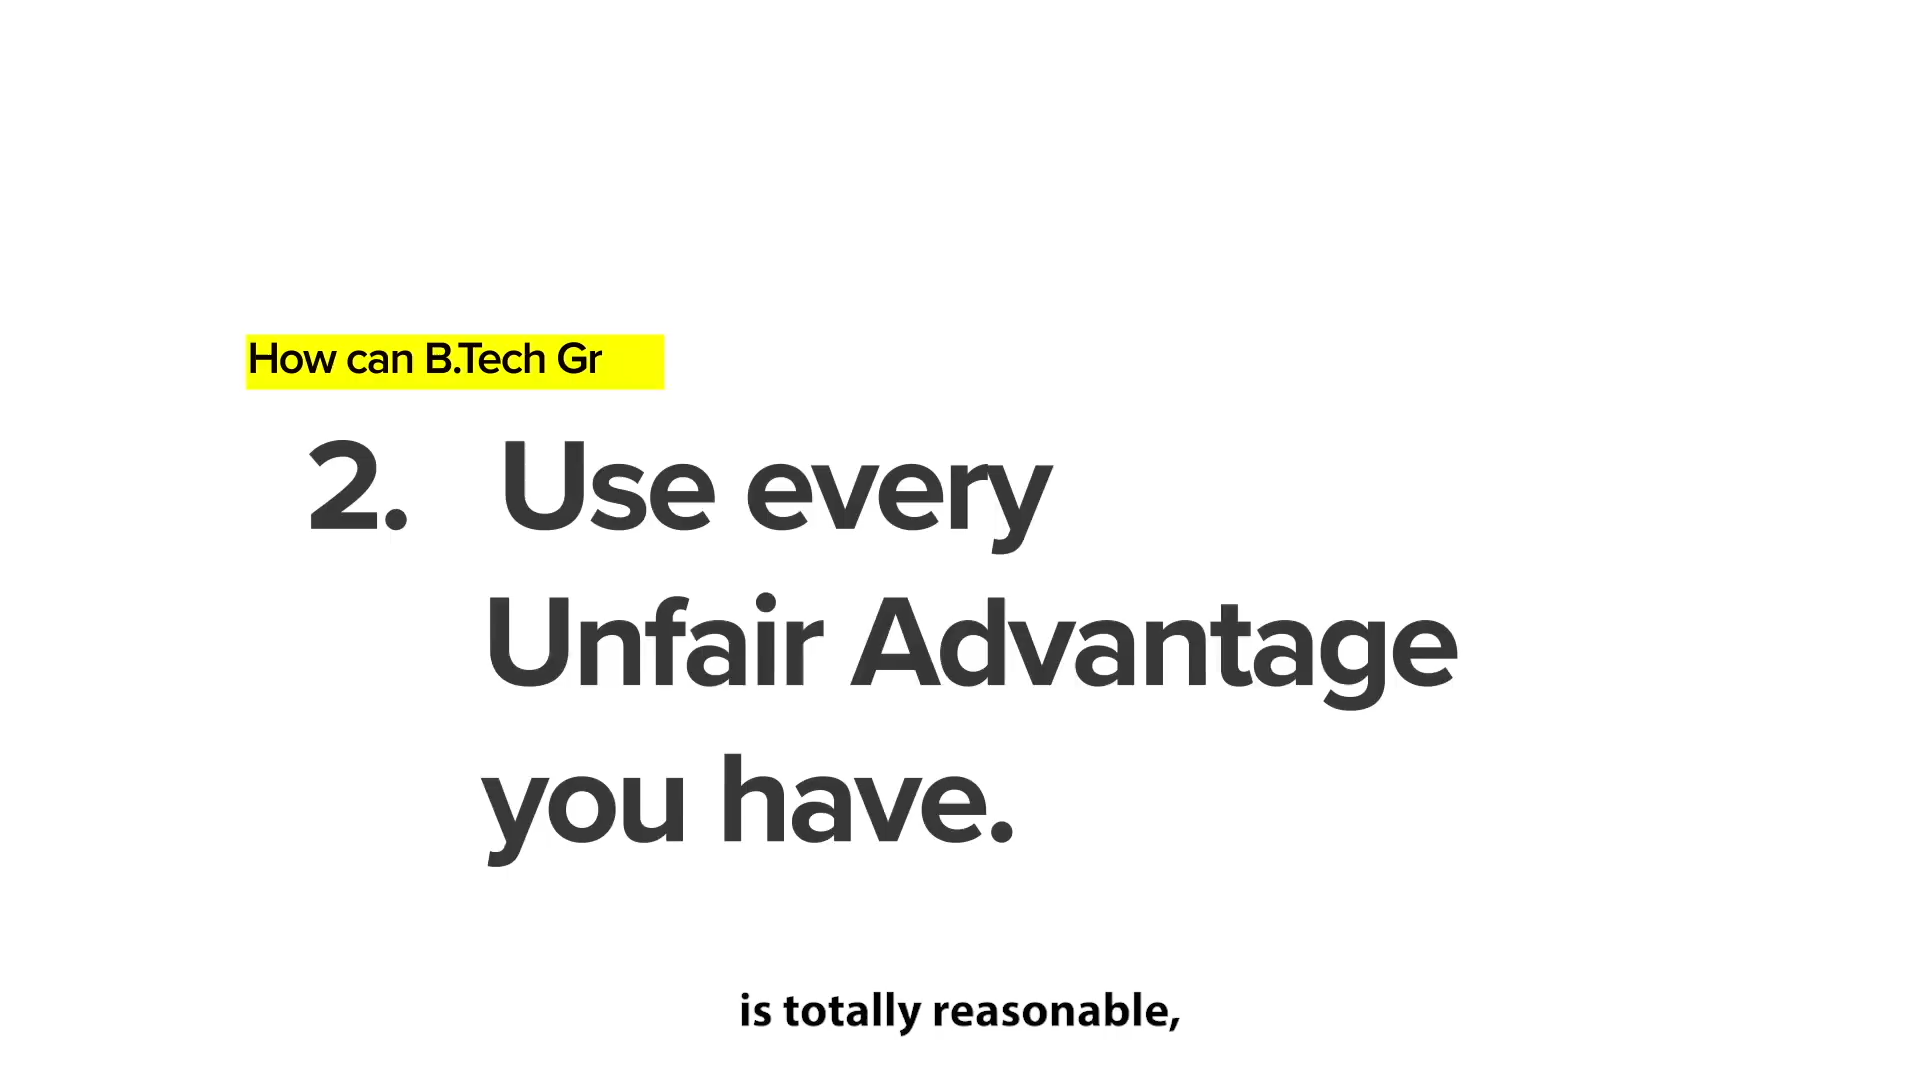 How can B.Tech Gr
2. Use every
Unfair Advantage
you have.
is totally reasonable,